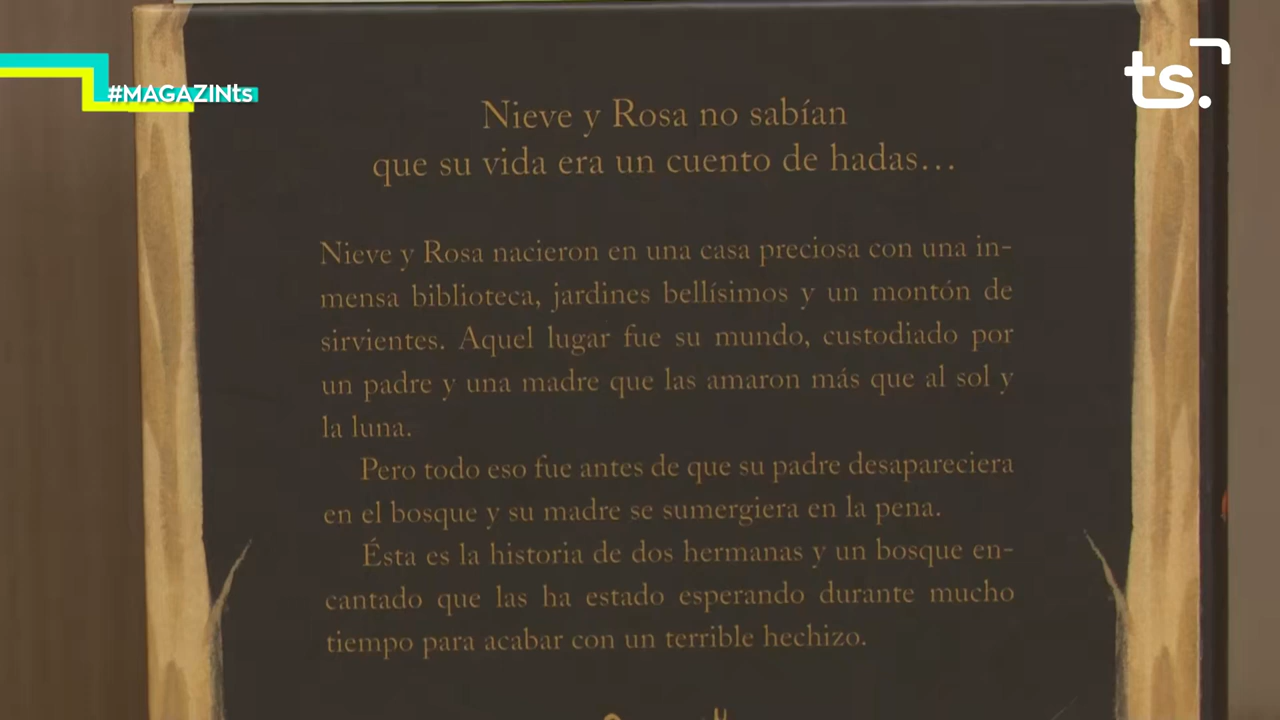 #MAGAZINts
ts.
Nieve y Rosa no sabían
que su vida era un cuento de hadas...
Nieve y Rosa nacieron en una casa preciosa con una in-
mensa biblioteca, jardines bellísimos y un montón de
sirvientes. Aquel lugar fue su mundo, custodiado por
un padre y una madre que las amaron más que al sol y
la luna.
Pero todo eso fue antes de que su padre desapareciera
en el bosque y su madre se sumergiera en la pena.
Ésta es la historia de dos hermanas y un bosque en-
cantado que las ha estado esperando durante mucho
tiempo para acabar con un terrible hechizo.